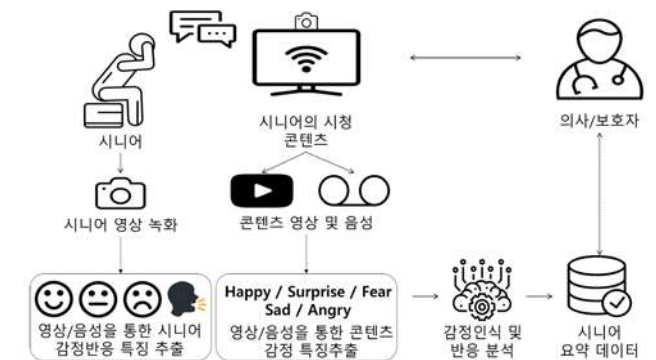 시니어
시니어의 시청
콘텐츠
의사/보호자
시니어 영상 녹화
콘텐츠 영상 및 음성
영상/음성을 통한 시니어
감정반응 특징 추출
Happy / Surprise / Fear
Sad / Angry
영상/음성을 통한 콘텐츠
감정 특징추출
감정인식 및
반응 분석
시니어
요약 데이터